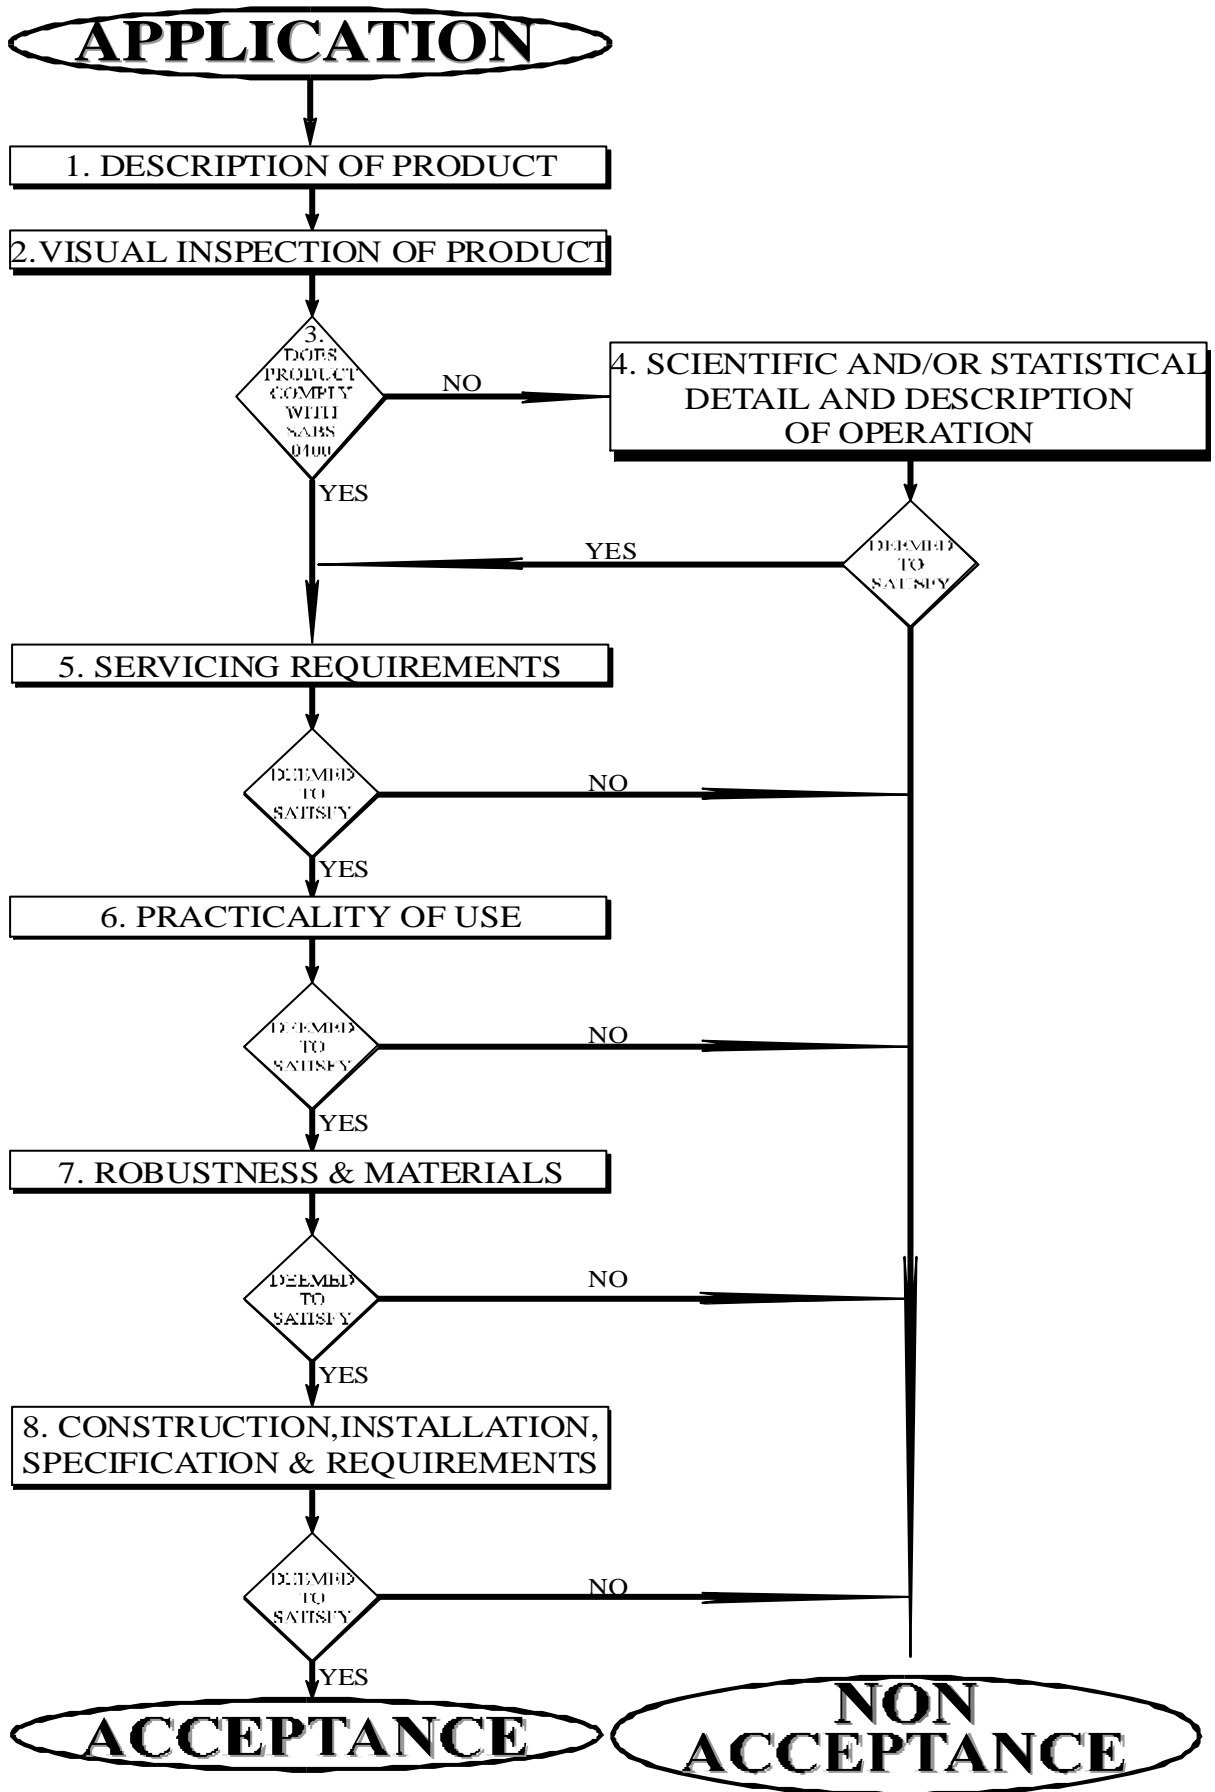 APPLICATION
1. DESCRIPTION OF PRODUCT
2.VISUAL INSPECTION OF PRODUCT
3.
DOES
PRODUCT
COMPLY
WITH
SABS
0400
NO
4. SCIENTIFIC AND/OR STATISTICAL
DETAIL AND DESCRIPTION
OF OPERATION
YES
DEEMED
TO
SATISFY
YES
5. SERVICING REQUIREMENTS
DEEMED
TO
SATISFY
NO
YES
6. PRACTICALITY OF USE
DEEMED
TO
SATISFY
NO
YES
7. ROBUSTNESS & MATERIALS
DEEMED
TO
SATISFY
NO
YES
8. CONSTRUCTION,INSTALLATION,
SPECIFICATION & REQUIREMENTS
DEEMED
TO
SATISFY
NO
YES
ACCEPTANCE
NON
ACCEPTANCE